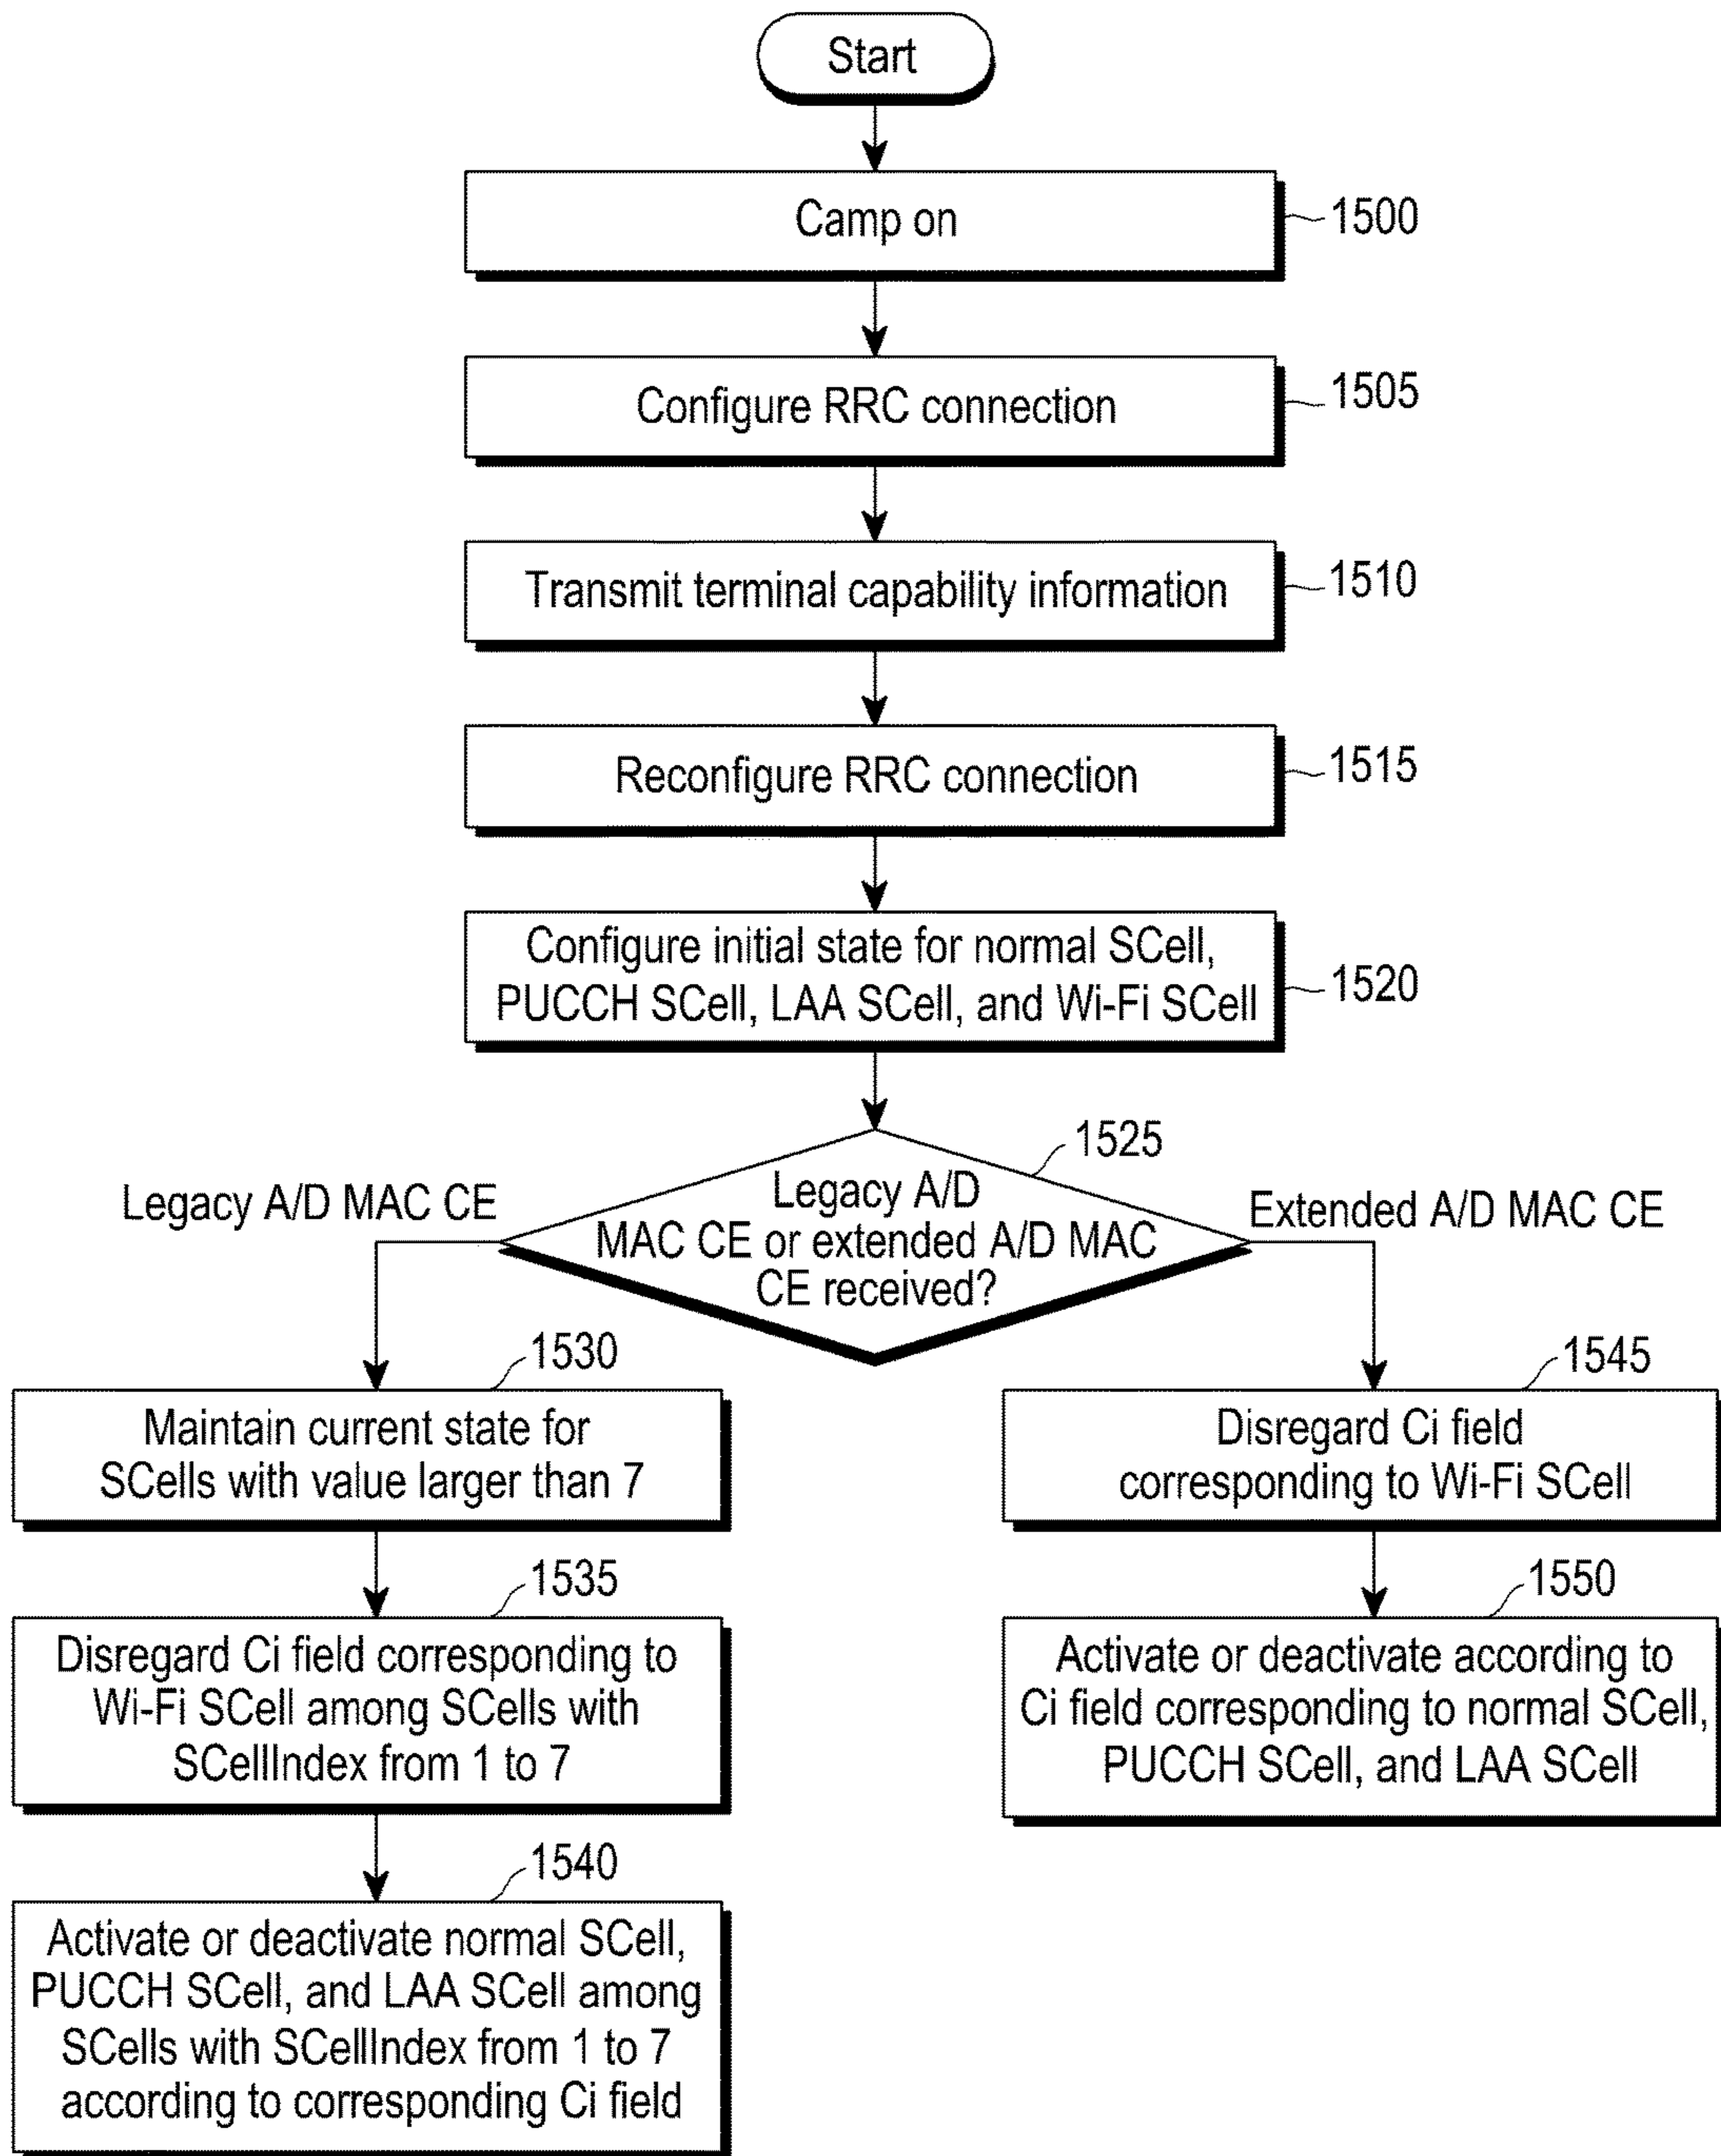 Start
Camp on
1500
Configure RRC connection
1505
Transmit terminal capability information
1510
Reconfigure RRC connection
1515
Configure initial state for normal SCell,
PUCCH SCell, LAA SCell, and Wi-Fi SCell
1520
1525
Legacy A/D
MAC CE or extended A/D MAC
CE received?
Legacy A/D MAC CE
Extended A/D MAC CE
1530
Maintain current state for
SCells with value larger than 7
1535
Disregard Ci field corresponding to
Wi-Fi SCell among SCells with
SCellIndex from 1 to 7
1540
Activate or deactivate normal SCell,
PUCCH SCell, and LAA SCell among
SCells with SCellIndex from 1 to 7
according to corresponding Ci field
1545
Disregard Ci field
corresponding to Wi-Fi SCell
1550
Activate or deactivate according to
Ci field corresponding to normal SCell,
PUCCH SCell, and LAA SCell